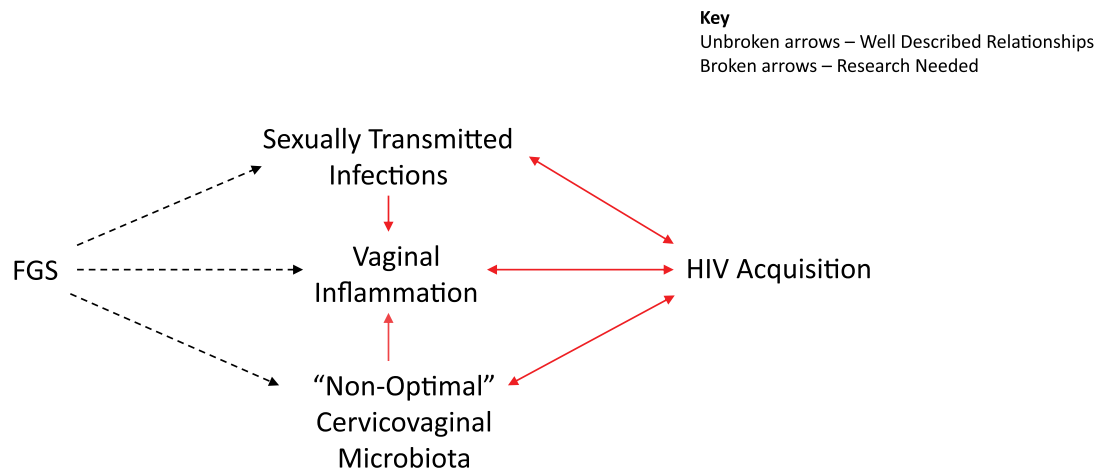 Key
Unbroken arrows – Well Described Relationships
Broken arrows – Research Needed
Sexually Transmitted
Infections
FGS
Vaginal
Inflammation
HIV Acquisition
“Non-Optimal”
Cervicovaginal
Microbiota